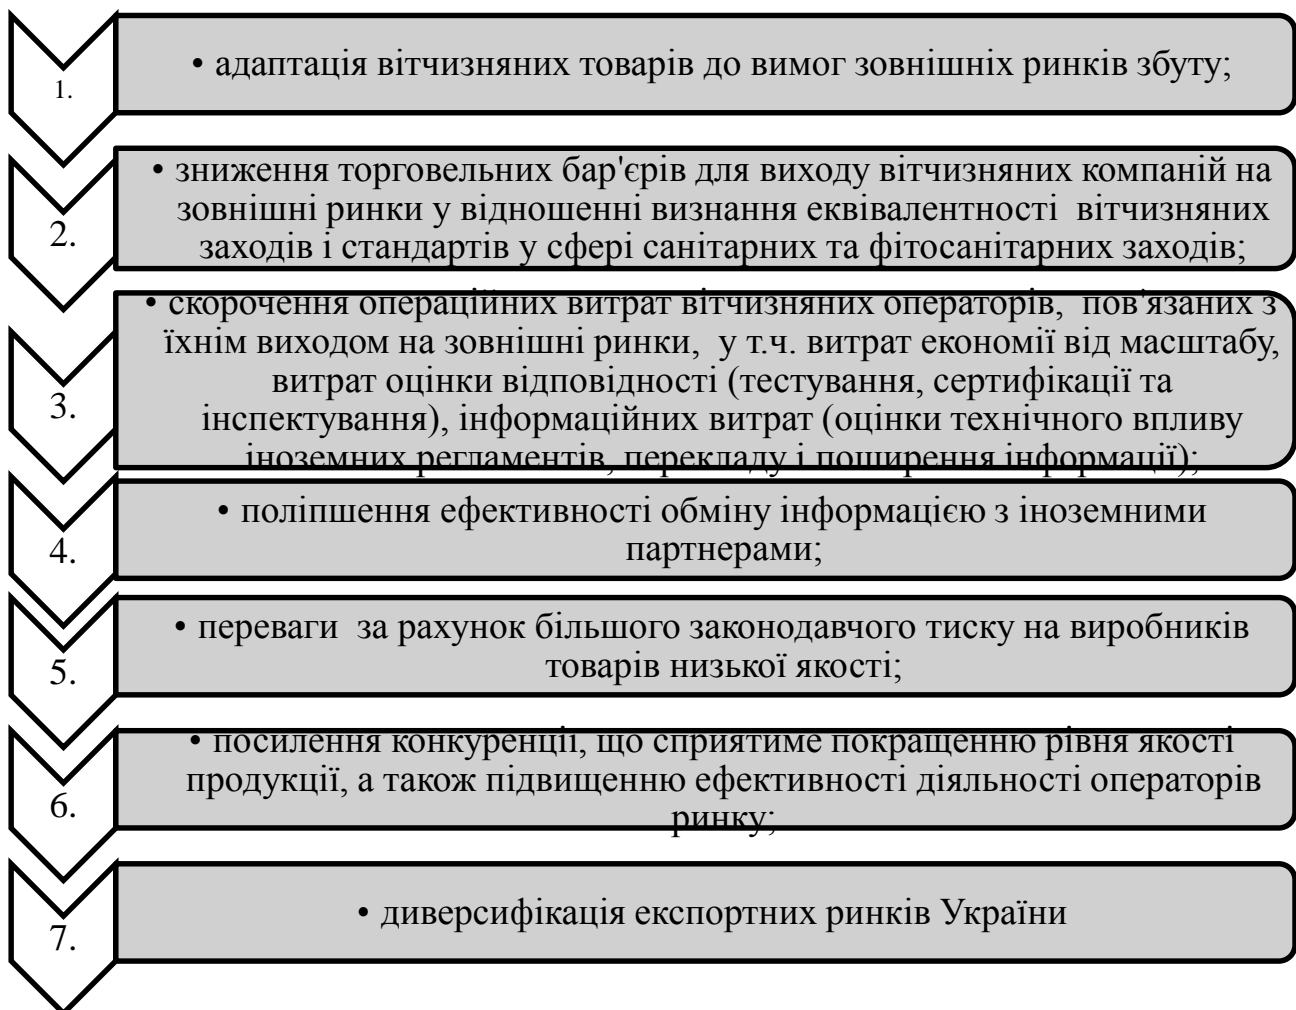 1.
• адаптація вітчизняних товарів до вимог зовнішніх ринків збуту;
2.
• зниження торговельних бар'єрів для виходу вітчизняних компаній на
зовнішні ринки у відношенні визнання еквівалентності вітчизняних
заходів і стандартів у сфері санітарних та фітосанітарних заходів;
3.
• скорочення операційних витрат вітчизняних операторів, пов'язаних з
їхнім виходом на зовнішні ринки, у т.ч. витрат економії від масштабу,
витрат оцінки відповідності (тестування, сертифікації та
інспектування), інформаційних витрат (оцінки технічного впливу
іноземних регламентів, перекладу і поширення інформації);
4.
• поліпшення ефективності обміну інформацією з іноземними
партнерами;
5.
• переваги за рахунок більшого законодавчого тиску на виробників
товарів низької якості;
6.
• посилення конкуренції, що сприятиме покращенню рівня якості
продукції, а також підвищенню ефективності діяльності операторів
ринку;
7.
• диверсифікація експортних ринків України